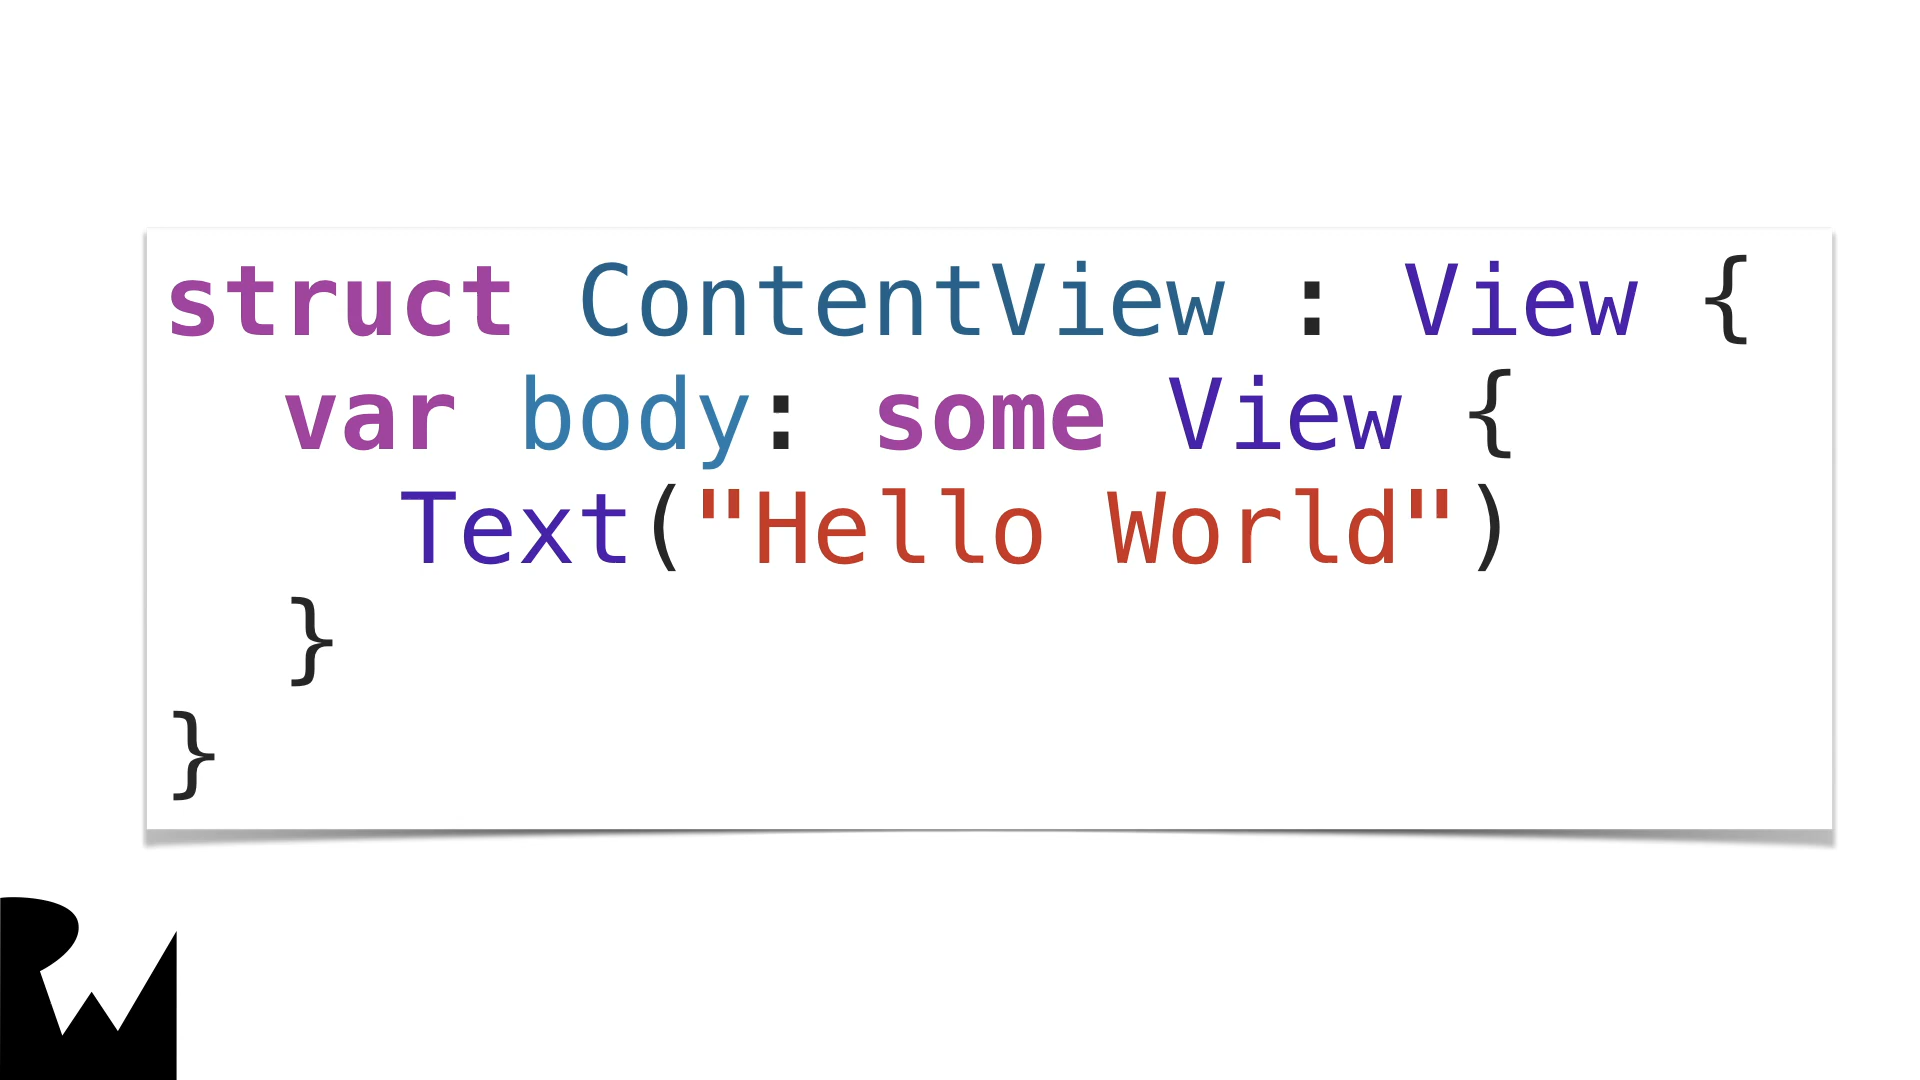 struct ContentView : View {
  var body: some View {
    Text("Hello World")
  }
}